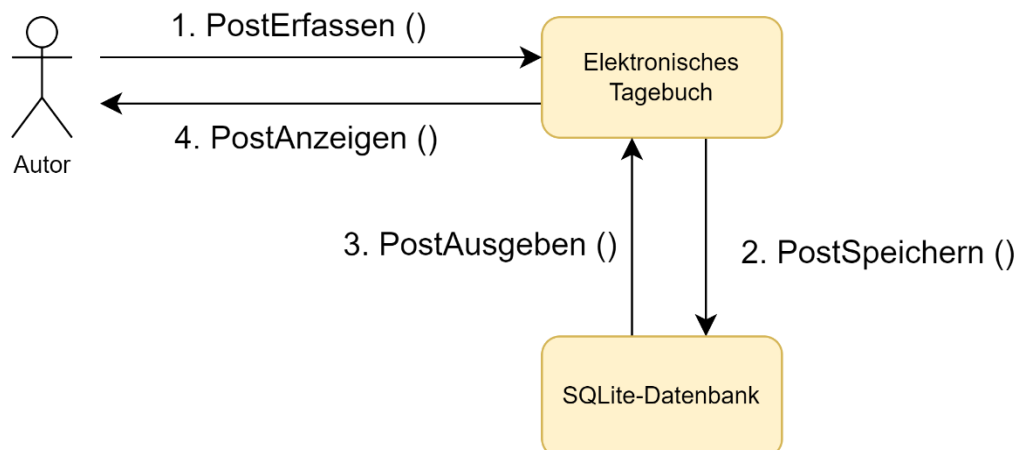 1. PostErfassen ()
Elektronisches
Tagebuch
4. PostAnzeigen ()
Autor
3. PostAusgeben ()
2. PostSpeichern ()
SQLite-Datenbank